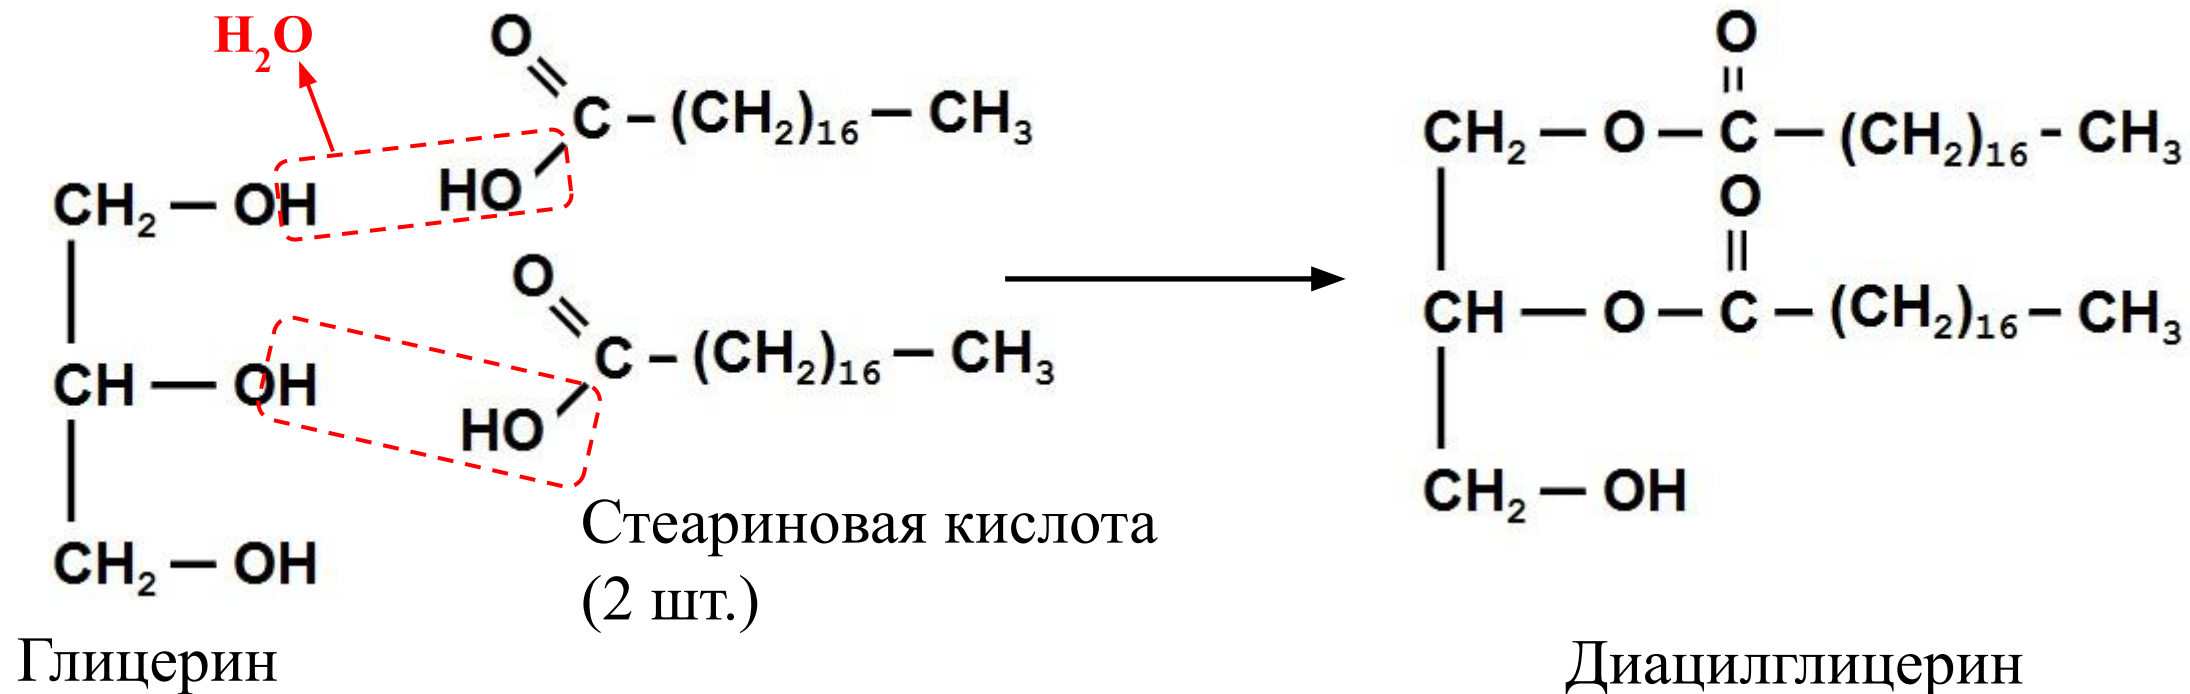 H₂O
O
C – (CH₂)₁₆ – CH₃
HO
CH₂ – OH
O
C – (CH₂)₁₆ – CH₃
HO
CH – OH
CH₂ – OH
Стеариновая кислота
(2 шт.)
Глицерин
O
CH₂ – O – C – (CH₂)₁₆ - CH₃
O
CH – O – C – (CH₂)₁₆ – CH₃
CH₂ – OH
Диацилглицерин